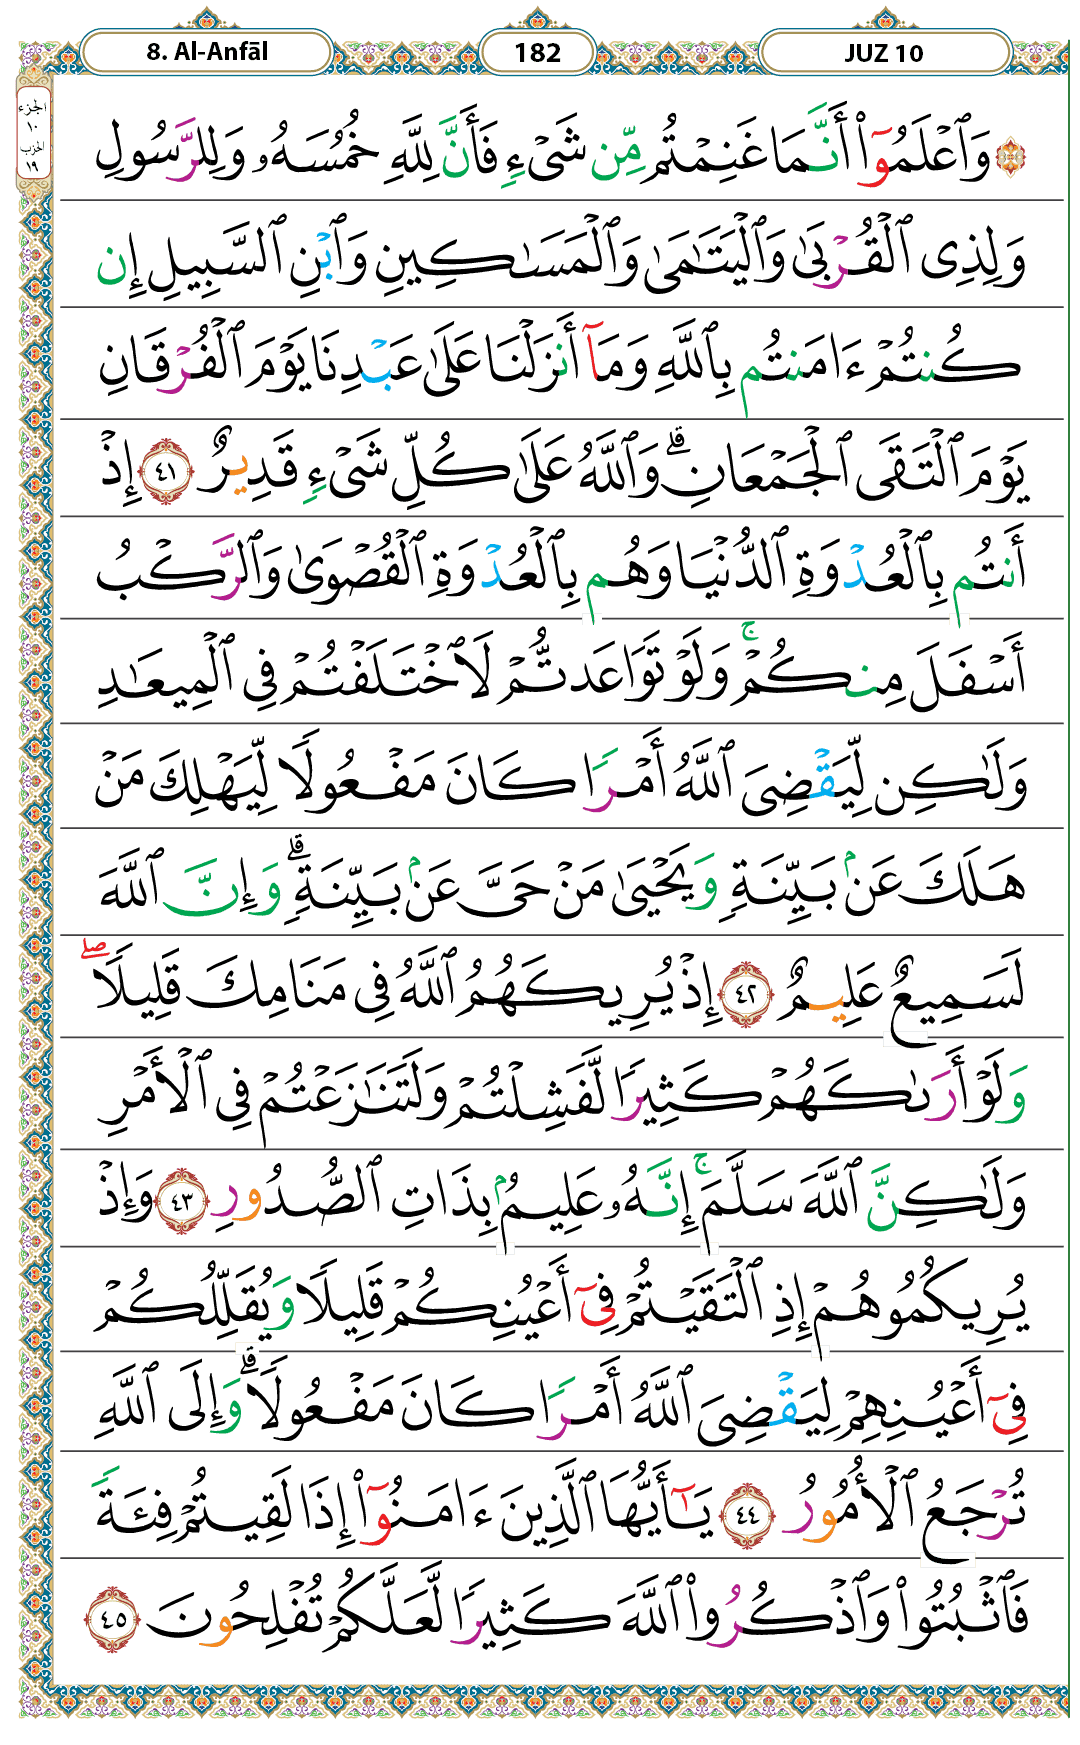 8. Al-Anfāl
182
JUZ 10
الجزء
١٠
الحزب
١٩
۞ وَٱعۡلَمُوٓاْ أَنَّمَا غَنِمۡتُم مِّن شَىۡءٍ فَأَنَّ لِلَّهِ خُمُسَهُۥ وَلِلرَّسُولِ
وَلِذِى ٱلۡقُرۡبَىٰ وَٱلۡيَتَـٰمَىٰ وَٱلۡمَسَـٰكِينِ وَٱبۡنِ ٱلسَّبِيلِ إِن
كُنتُمۡ ءَامَنتُم بِٱللَّهِ وَمَآ أَنزَلۡنَا عَلَىٰ عَبۡدِنَا يَوۡمَ ٱلۡفُرۡقَانِ
يَوۡمَ ٱلۡتَقَى ٱلۡجَمۡعَانِۗ وَٱللَّهُ عَلَىٰ كُلِّ شَىۡءٍ قَدِيرٌ ٤١ إِذۡ
أَنتُم بِٱلۡعُدۡوَةِ ٱلدُّنۡيَا وَهُم بِٱلۡعُدۡوَةِ ٱلۡقُصۡوَىٰ وَٱلرَّكۡبُ
أَسۡفَلَ مِنكُمۡۚ وَلَوۡ تَوَاعَدتُّمۡ لَٱخۡتَلَفۡتُمۡ فِى ٱلۡمِيعَـٰدِ
وَلَـٰكِن لِّيَقۡضِىَ ٱللَّهُ أَمۡرًا كَانَ مَفۡعُولًا لِّيَهۡلِكَ مَنۡ
هَلَكَ عَنۢ بَيِّنَةٍ وَيَحۡيَىٰ مَنۡ حَىَّ عَنۢ بَيِّنَةٍۗ وَإِنَّ ٱللَّهَ
لَسَمِيعٌ عَلِيمٌ ٤٢ إِذۡ يُرِيكَهُمُ ٱللَّهُ فِى مَنَامِكَ قَلِيلًاۖ
وَلَوۡ أَرَىٰكَهُمۡ كَثِيرًا لَّفَشِلۡتُمۡ وَلَتَنَـٰزَعۡتُمۡ فِى ٱلۡأَمۡرِ
وَلَـٰكِنَّ ٱللَّهَ سَلَّمَۚ إِنَّهُۥ عَلِيمُۢ بِذَاتِ ٱلصُّدُورِ ٤٣ وَإِذۡ
يُرِيكُمُوهُمۡ إِذِ ٱلۡتَقَيۡتُمۡ فِىٓ أَعۡيُنِكُمۡ قَلِيلًا وَيُقَلِّلُكُمۡ
فِىٓ أَعۡيُنِهِمۡ لِيَقۡضِىَ ٱللَّهُ أَمۡرًا كَانَ مَفۡعُولًاۗ وَإِلَى ٱللَّهِ
تُرۡجَعُ ٱلۡأُمُورُ ٤٤ يَـٰٓأَيُّهَا ٱلَّذِينَ ءَامَنُوٓاْ إِذَا لَقِيتُمۡ فِئَةً
فَٱثۡبُتُواْ وَٱذۡكُرُواْ ٱللَّهَ كَثِيرًا لَّعَلَّكُمۡ تُفۡلِحُونَ ٤٥